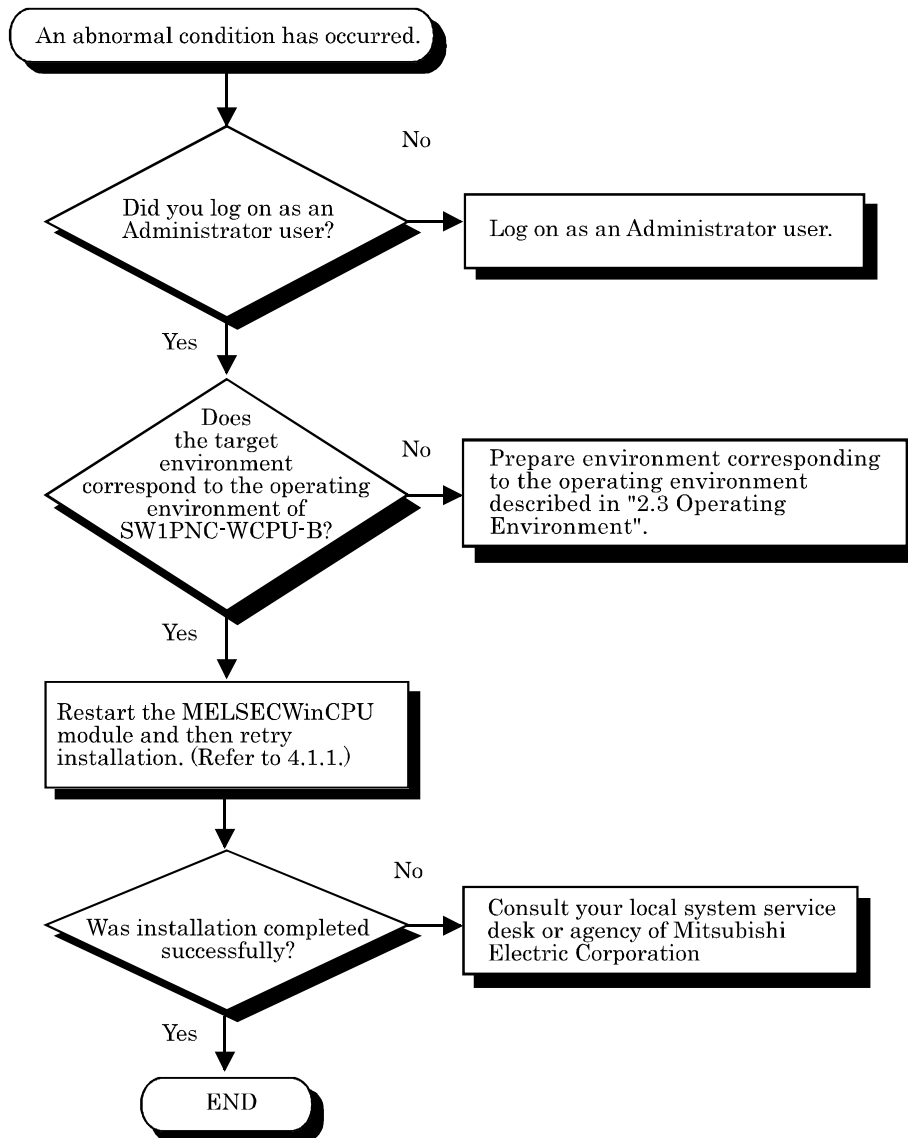 An abnormal condition has occurred.
No
Did you log on as an
Administrator user?
Log on as an Administrator user.
Yes
Does
the target
environment
correspond to the operating
environment of
SW1PNC-WCPU-B?
No
Prepare environment corresponding
to the operating environment
described in "2.3 Operating
Environment".
Yes
Restart the MELSECWinCPU
module and then retry
installation. (Refer to 4.1.1.)
No
Was installation completed
successfully?
Consult your local system service
desk or agency of Mitsubishi
Electric Corporation
Yes
END